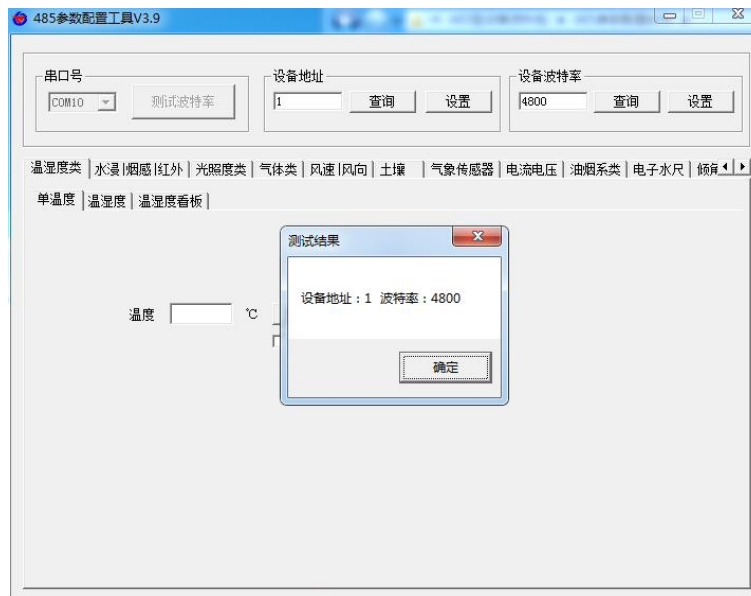 485参数配置工具V3.9
串口号
COM10
测试波特率
设备地址
1
查询
设置
设备波特率
4800
查询
设置
温湿度类 水浸|烟感|红外 光照度类 气体类 风速|风向 土壤 气象传感器 电流电压 油烟系类 电子水尺
单温度 温湿度 温湿度看板
测试结果
设备地址：1 波特率：4800
确定
温度
℃